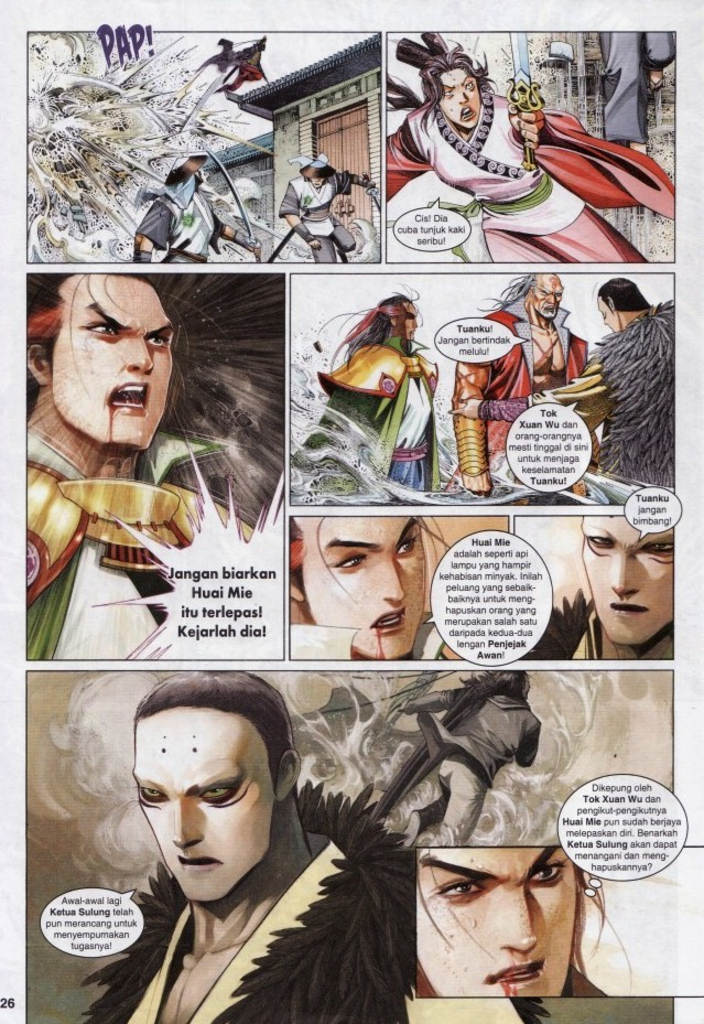 PAP!
Cis! Dia
cuba tunjuk kaki
seribu!
Jangan biarkan
Huai Mie
itu terlepas!
Kejarlah dia!
Tuanku!
Jangan bertindak
melulu!
Tok
Xuan Wu dan
orang-orangnya
mesti tinggal di sini
untuk menjaga
keselamatan
Tuanku!
Huai Mie
adalah seperti api
lampu yang hampir
kehabisan minyak. Inilah
peluang yang sebaik-
baiknya untuk meng-
hapuskan orang yang
merupakan salah satu
daripada kedua-dua
lengan Penjejak
Awan!
Tuanku
jangan
bimbang!
Awal-awal lagi
Ketua Sulung telah
pun merancang untuk
menyempurnakan
tugasnya!
Dikepung oleh
Tok Xuan Wu dan
pengikut-pengikutnya
Huai Mie pun sudah berjaya
melepaskan diri. Benarkah
Ketua Sulung akan dapat
menangani dan meng-
hapuskannya?
26